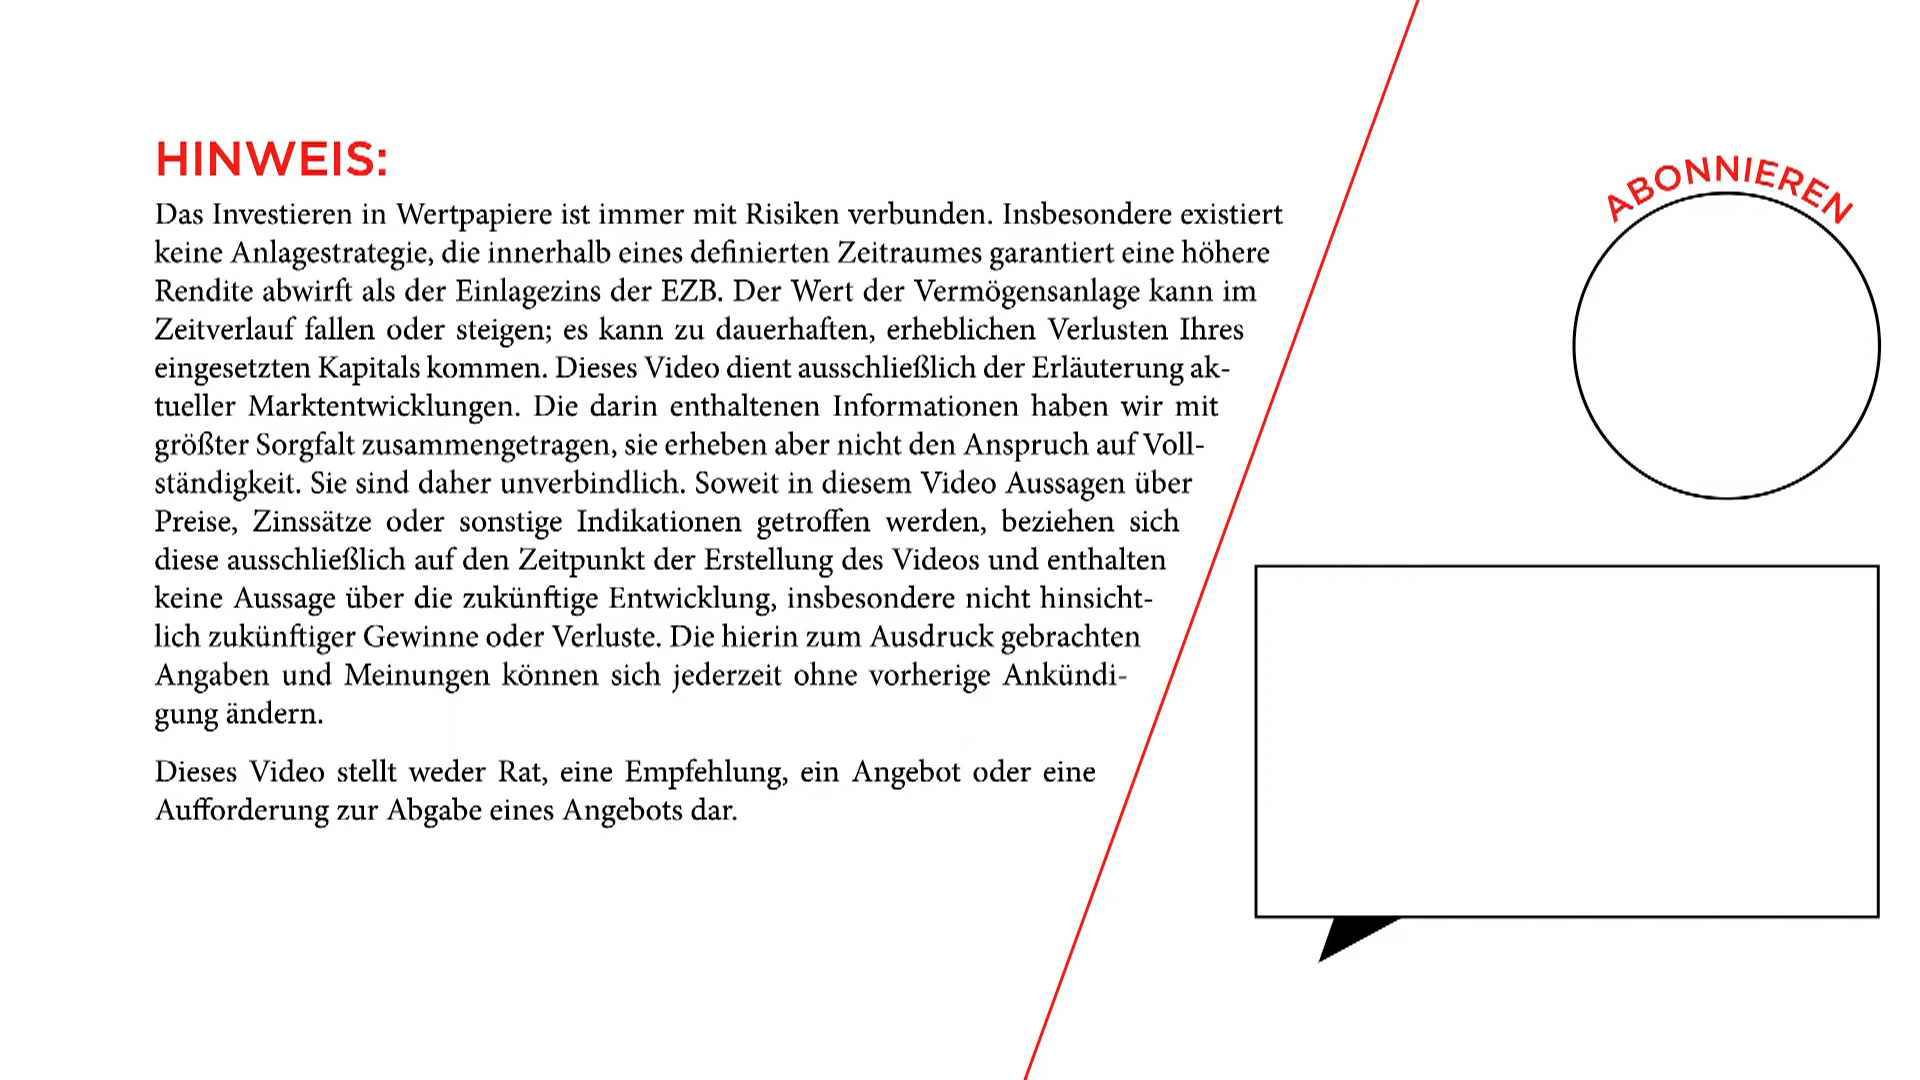 HINWEIS:
Das Investieren in Wertpapiere ist immer mit Risiken verbunden. Insbesondere existiert
keine Anlagestrategie, die innerhalb eines definierten Zeitraumes garantiert eine höhere
Rendite abwirft als der Einlagezins der EZB. Der Wert der Vermögensanlage kann im
Zeitverlauf fallen oder steigen; es kann zu dauerhaften, erheblichen Verlusten Ihres
eingesetzten Kapitals kommen. Dieses Video dient ausschließlich der Erläuterung ak-
tueller Marktentwicklungen. Die darin enthaltenen Informationen haben wir mit
größter Sorgfalt zusammengetragen, sie erheben aber nicht den Anspruch auf Voll-
ständigkeit. Sie sind daher unverbindlich. Soweit in diesem Video Aussagen über
Preise, Zinssätze oder sonstige Indikationen getroffen werden, beziehen sich
diese ausschließlich auf den Zeitpunkt der Erstellung des Videos und enthalten
keine Aussage über die zukünftige Entwicklung, insbesondere nicht hinsicht-
lich zukünftiger Gewinne oder Verluste. Die hierin zum Ausdruck gebrachten
Angaben und Meinungen können sich jederzeit ohne vorherige Ankündi-
gung ändern.
Dieses Video stellt weder Rat, eine Empfehlung, ein Angebot oder eine
Aufforderung zur Abgabe eines Angebots dar.
ABONNIEREN